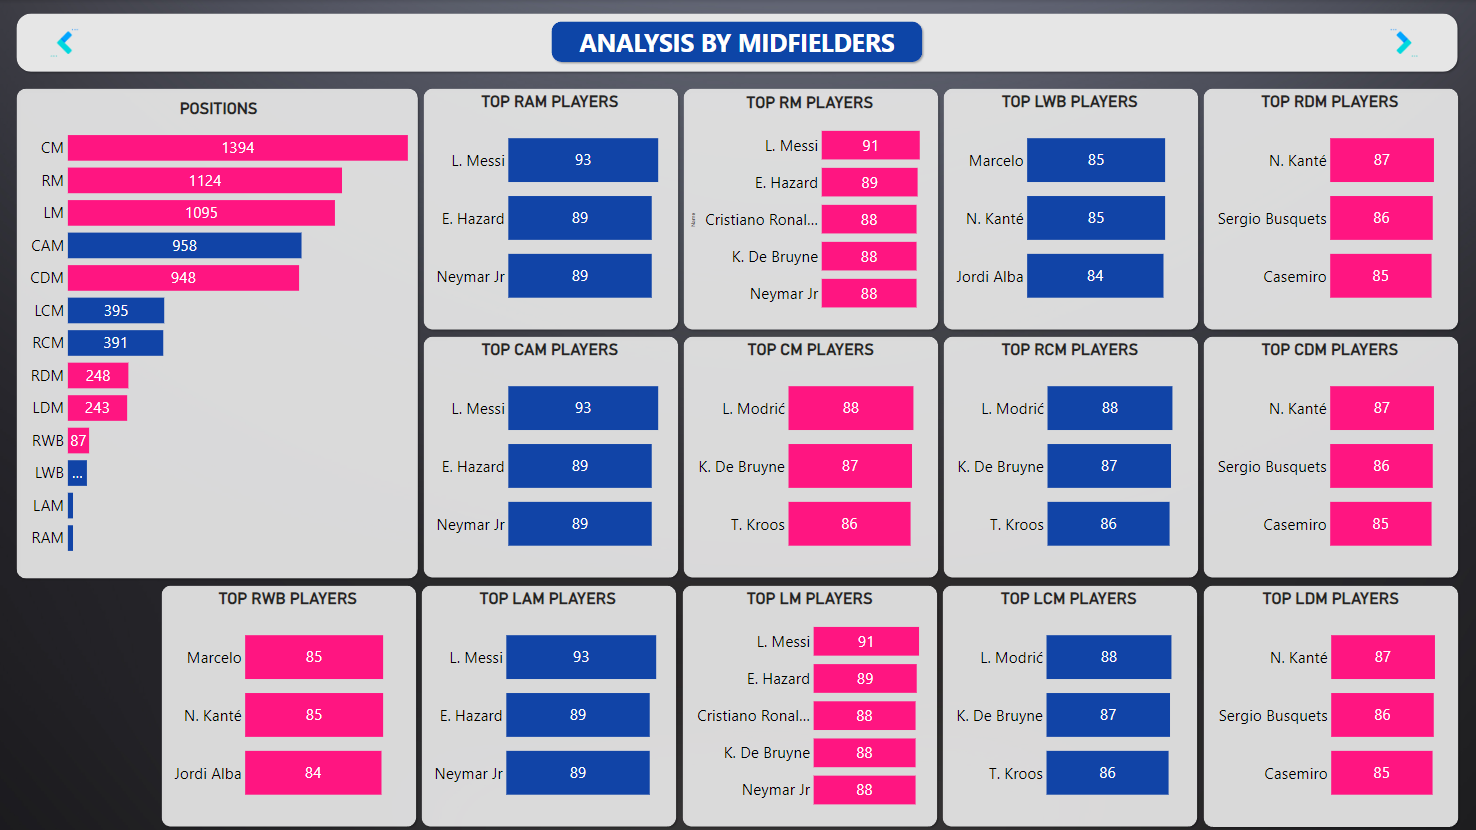 ANALYSIS BY MIDFIELDERS
POSITIONS
CM 1394
RM 1124
LM 1095
CAM 958
CDM 948
LCM 395
RCM 391
RDM 248
LDM 243
RWB 87
LWB ...
LAM
RAM
TOP RAM PLAYERS
L. Messi 93
E. Hazard 89
Neymar Jr 89
TOP RM PLAYERS
Name
L. Messi 91
E. Hazard 89
Cristiano Ronal... 88
K. De Bruyne 88
Neymar Jr 88
TOP LWB PLAYERS
Marcelo 85
N. Kanté 85
Jordi Alba 84
TOP RDM PLAYERS
N. Kanté 87
Sergio Busquets 86
Casemiro 85
TOP CAM PLAYERS
L. Messi 93
E. Hazard 89
Neymar Jr 89
TOP CM PLAYERS
L. Modrić 88
K. De Bruyne 87
T. Kroos 86
TOP RCM PLAYERS
L. Modrić 88
K. De Bruyne 87
T. Kroos 86
TOP CDM PLAYERS
N. Kanté 87
Sergio Busquets 86
Casemiro 85
TOP RWB PLAYERS
Marcelo 85
N. Kanté 85
Jordi Alba 84
TOP LAM PLAYERS
L. Messi 93
E. Hazard 89
Neymar Jr 89
TOP LM PLAYERS
L. Messi 91
E. Hazard 89
Cristiano Ronal... 88
K. De Bruyne 88
Neymar Jr 88
TOP LCM PLAYERS
L. Modrić 88
K. De Bruyne 87
T. Kroos 86
TOP LDM PLAYERS
N. Kanté 87
Sergio Busquets 86
Casemiro 85